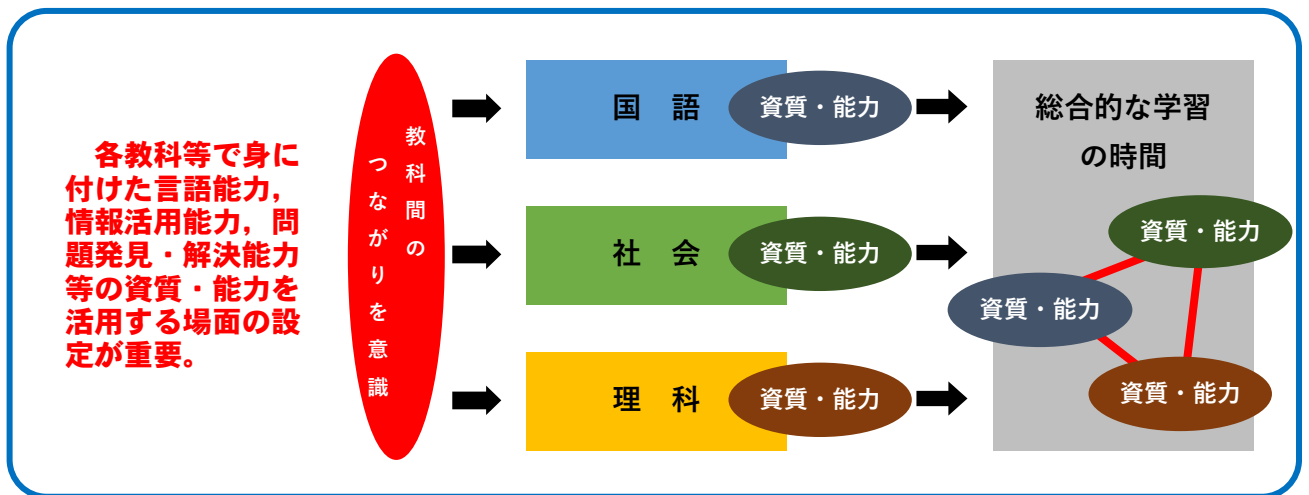 各教科等で身に
付けた言語能力，
情報活用能力，問
題発見・解決能力
等の資質・能力を
活用する場面の設
定が重要。
教科間の
つながりを意識
国　語
資質・能力
社　会
資質・能力
理　科
資質・能力
総合的な学習
の時間
資質・能力
資質・能力
資質・能力